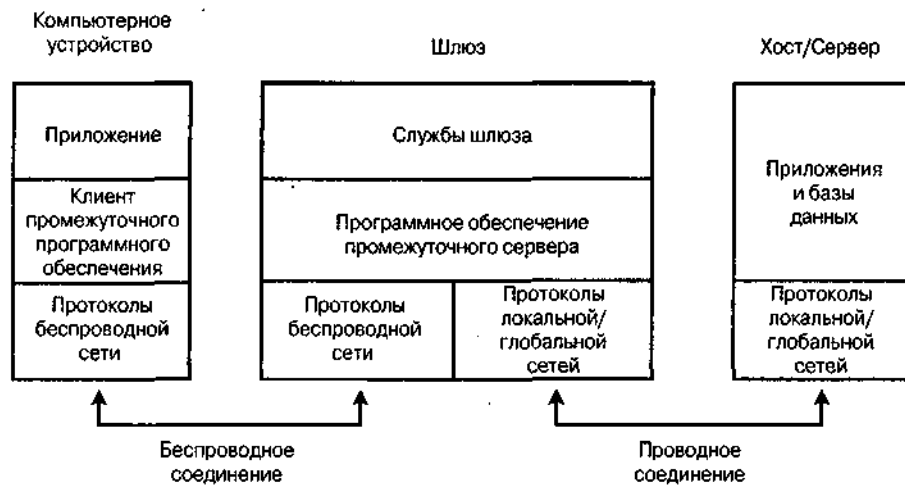 Компьютерное
устройство
Шлюз
Хост/Сервер
Приложение
Клиент
промежуточного
программного
обеспечения
Протоколы
беспроводной
сети
Службы шлюза
Программное обеспечение
промежуточного сервера
Протоколы
беспроводной
сети
Протоколы
локальной/
глобальной
сетей
Приложения
и базы
данных
Протоколы
локальной/
глобальной
сетей
Беспроводное
соединение
Проводное
соединение